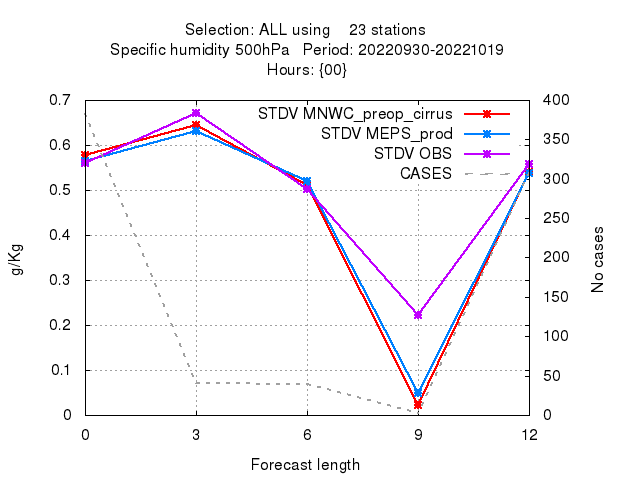 Selection: ALL using    23 stations
Specific humidity 500hPa   Period: 20220930-20221019
Hours: {00}
STDV MNWC_preop_cirrus
STDV MEPS_prod
STDV OBS
CASES
0.7
0.6
0.5
0.4
0.3
0.2
0.1
0
400
350
300
250
200
150
100
50
0
g/Kg
No cases
0 3 6 9 12
Forecast length